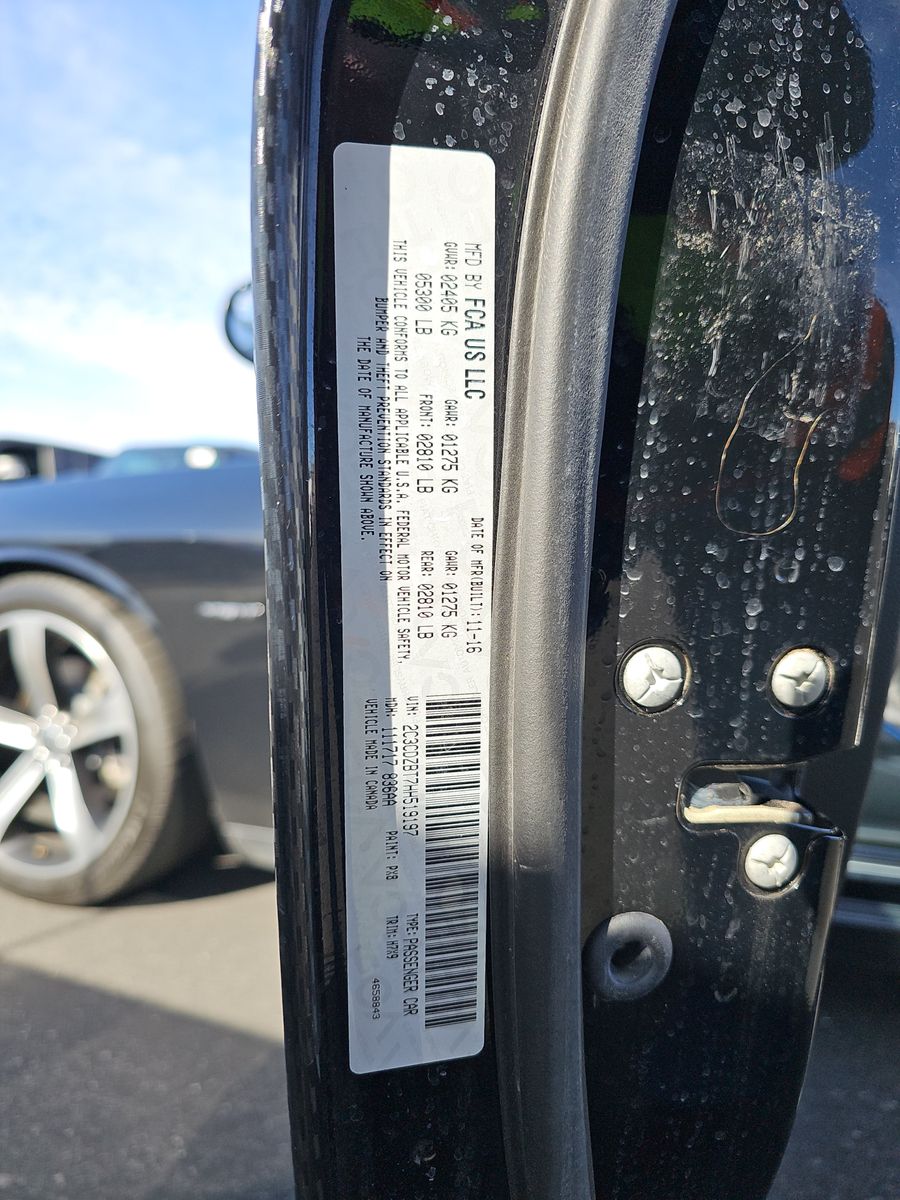 MFD BY FCA US LLC DATE OF MFR(BUILT): 11-16
GVWR: 02405 KG GAWR: 01275 KG GAWR: 01275 KG
05300 LB FRONT: 02810 LB REAR: 02810 LB
THIS VEHICLE CONFORMS TO ALL APPLICABLE U.S.A. FEDERAL MOTOR VEHICLE SAFETY,
BUMPER AND THEFT PREVENTION STANDARDS IN EFFECT ON
THE DATE OF MANUFACTURE SHOWN ABOVE.
VIN: 2C3CDZBT7HH519197 TYPE: PASSENGER CAR
MDH: 111717 836AA PAINT: PX8 TRIM: H7X9
VEHICLE MADE IN CANADA
4658843